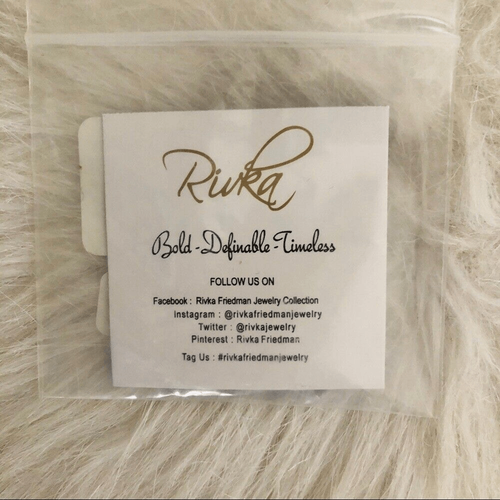 Rivka
Bold - Definable - Timeless
FOLLOW US ON
Facebook : Rivka Friedman Jewelry Collection
Instagram : @rivkafriedmanjewelry
Twitter : @rivkajewelry
Pinterest : Rivka Friedman
Tag Us : #rivkafriedmanjewelry